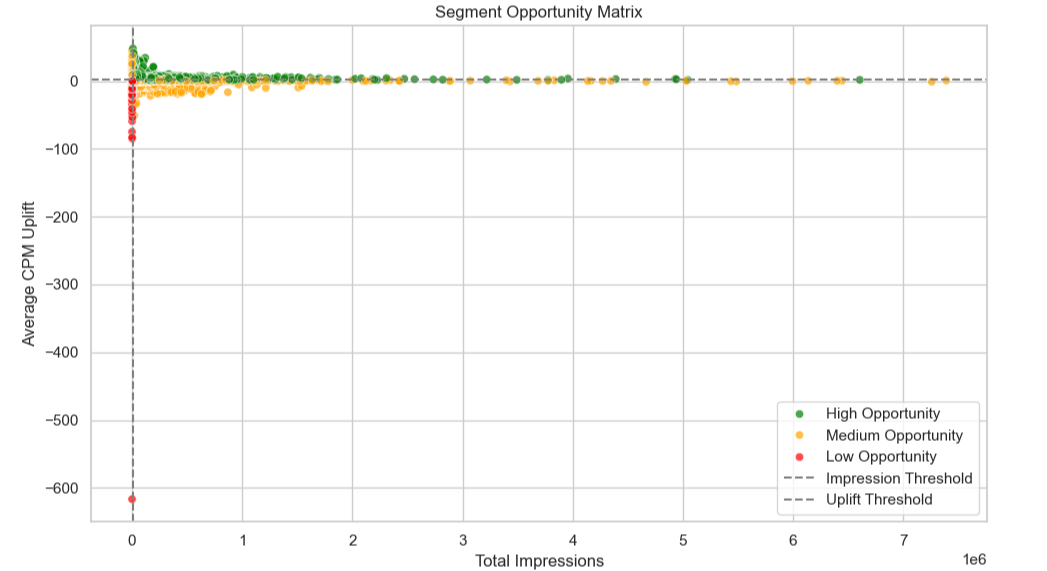 Segment Opportunity Matrix
Average CPM Uplift
0
−100
−200
−300
−400
−500
−600
High Opportunity
Medium Opportunity
Low Opportunity
Impression Threshold
Uplift Threshold
0 1 2 3 4 5 6 7
1e6
Total Impressions